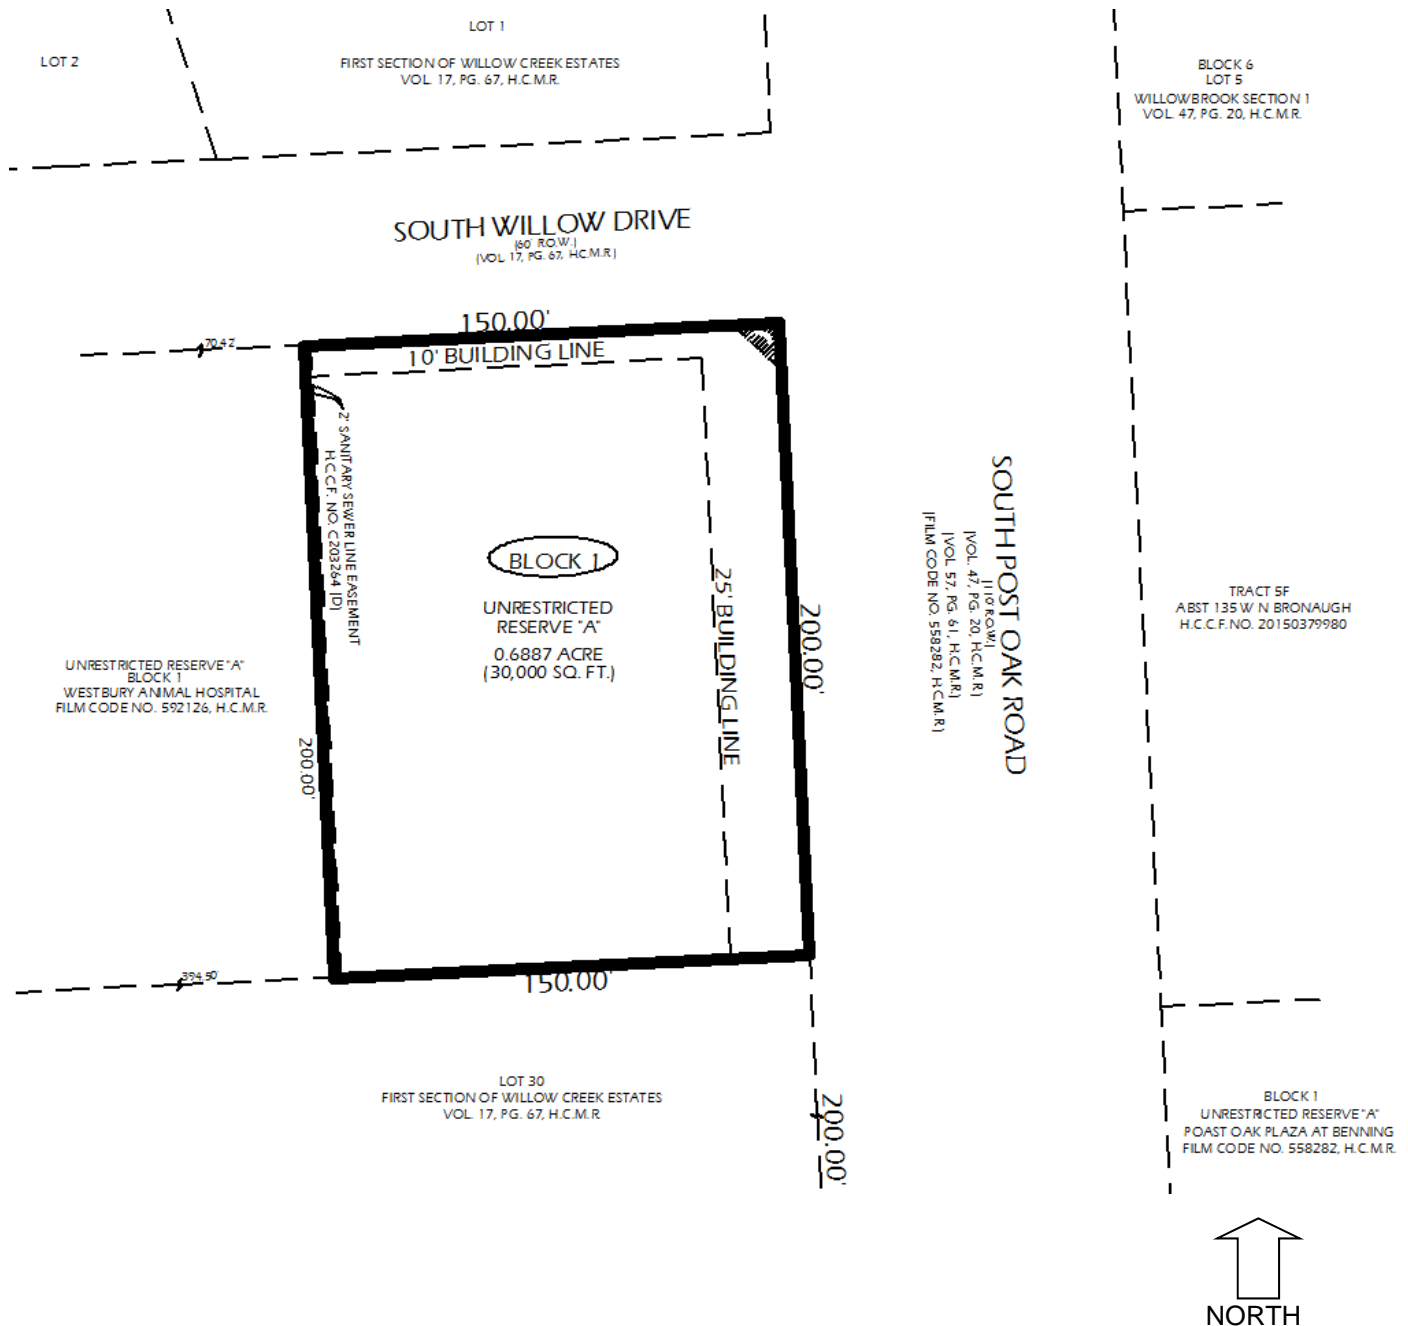 LOT 1
LOT 2
FIRST SECTION OF WILLOW CREEK ESTATES
VOL. 17, PG. 67, H.C.M.R.
BLOCK 6
LOT 5
WILLOWBROOK SECTION 1
VOL. 47, PG. 20, H.C.M.R.
SOUTH WILLOW DRIVE
(60' R.O.W.)
(VOL. 17, PG. 67, H.C.M.R.)
150.00'
70.42'
10' BUILDING LINE
2' SANITARY SEWER LINE EASEMENT
H.C.C.F. NO. C203264 (D)
BLOCK 1
UNRESTRICTED
RESERVE "A"
0.6887 ACRE
(30,000 SQ. FT.)
25' BUILDING LINE
200.00'
SOUTH POST OAK ROAD
(110' R.O.W.)
(VOL. 47, PG. 20, H.C.M.R.)
(VOL. 57, PG. 61, H.C.M.R.)
(FILM CODE NO. 558282, H.C.M.R.)
TRACT 5F
ABST 135 W N BRONAUGH
H.C.C.F. NO. 20150379980
UNRESTRICTED RESERVE "A"
BLOCK 1
WESTBURY ANIMAL HOSPITAL
FILM CODE NO. 592126, H.C.M.R.
200.00'
394.50'
150.00'
LOT 30
FIRST SECTION OF WILLOW CREEK ESTATES
VOL. 17, PG. 67, H.C.M.R
200.00'
BLOCK 1
UNRESTRICTED RESERVE "A"
POAST OAK PLAZA AT BENNING
FILM CODE NO. 558282, H.C.M.R.
NORTH